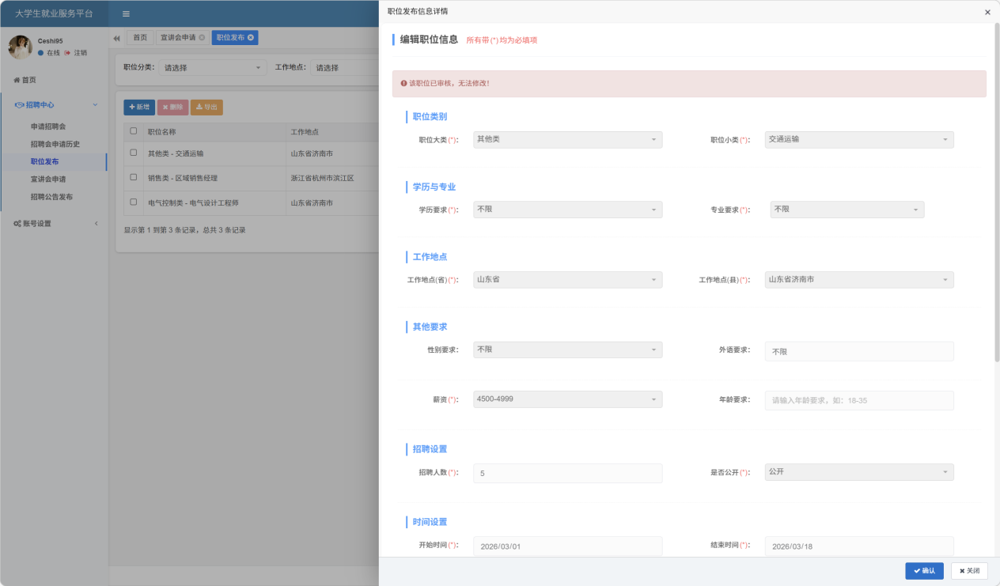 大学生就业服务平台
Ceshi95
在线 注销
首页
招聘中心
申请招聘会
招聘会申请历史
职位发布
宣讲会申请
招聘公告发布
账号设置
首页 宣讲会申请 职位发布
职位分类： 请选择 工作地点： 请选择
新增 删除 导出
职位名称 工作地点
其他类 - 交通运输 山东省济南市
销售类 - 区域销售经理 浙江省杭州市滨江区
电气控制类 - 电气设计工程师 山东省济南市
显示第 1 到第 3 条记录，总共 3 条记录
职位发布信息详情
编辑职位信息 所有带(*)均为必填项
该职位已审核，无法修改！
职位类别
职位大类(*)： 其他类 职位小类(*)： 交通运输
学历与专业
学历要求(*)： 不限 专业要求(*)： 不限
工作地点
工作地点(省)(*)： 山东省 工作地点(县)(*)： 山东省济南市
其他要求
性别要求： 不限 外语要求： 不限
薪资(*)： 4500-4999 年龄要求： 请输入年龄要求，如：18-35
招聘设置
招聘人数(*)： 5 是否公开(*)： 公开
时间设置
开始时间(*)： 2026/03/01 结束时间(*)： 2026/03/18
确认 关闭